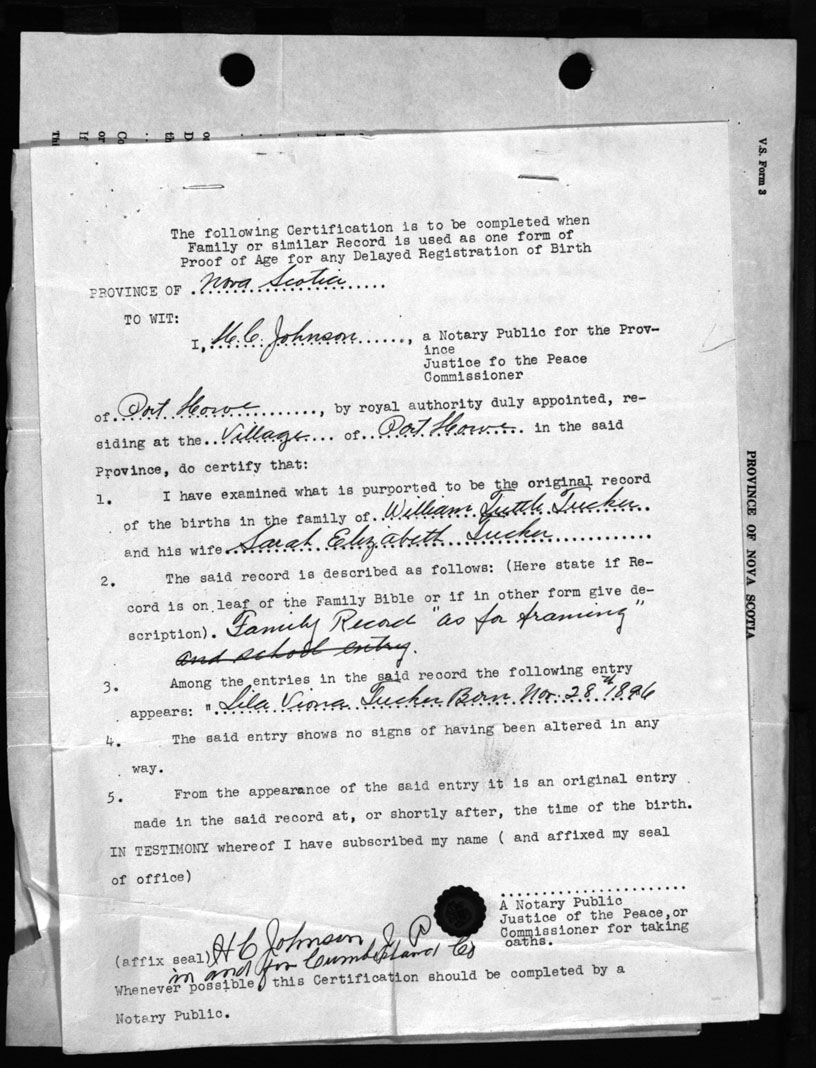 V.S. Form 3
PROVINCE OF NOVA SCOTIA
The following Certification is to be completed when
Family or similar Record is used as one form of
Proof of Age for any Delayed Registration of Birth
PROVINCE OF .Nova Scotia.....
TO WIT:
I, H.C. Johnson......, a Notary Public for the Prov-
ince
Justice fo the Peace
Commissioner
of. Port Howe........., by royal authority duly appointed, re-
siding at the..Village... of. Port Howe.. in the said
Province, do certify that:
1. I have examined what is purported to be the original record
of the births in the family of..William Tuttle Tucker..
and his wife Sarah Elizabeth Tucker.............
2. The said record is described as follows: (Here state if Re-
cord is on leaf of the Family Bible or if in other form give de-
scription). Family Record "as for framing"
and school entry.
3. Among the entries in the said record the following entry
appears: " Lila Viona Tucker Born Nov. 28th 1896
4. The said entry shows no signs of having been altered in any
way.
5. From the appearance of the said entry it is an original entry
made in the said record at, or shortly after, the time of the birth.
IN TESTIMONY whereof I have subscribed my name ( and affixed my seal
of office)
.......................
A Notary Public
Justice of the Peace,or
Commissioner for taking
oaths.
(affix seal) H C Johnson J. P.
in and for Cumberland Co
Whenever possible this Certification should be completed by a
Notary Public.